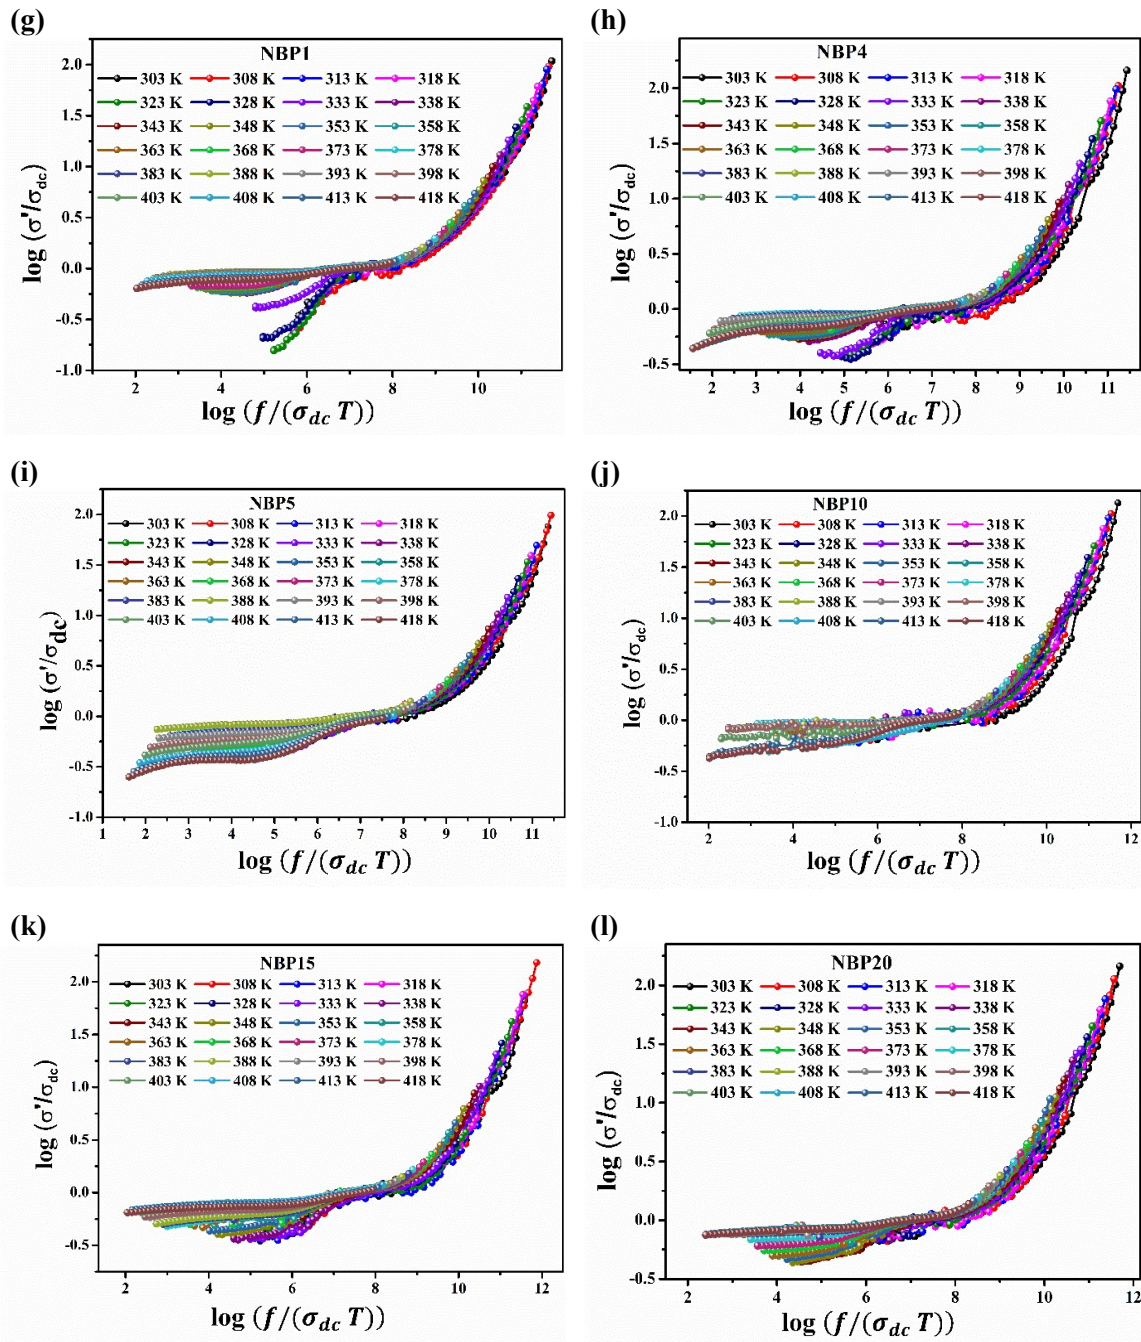 (g)
NBP1
303 K 308 K 313 K 318 K
323 K 328 K 333 K 338 K
343 K 348 K 353 K 358 K
363 K 368 K 373 K 378 K
383 K 388 K 393 K 398 K
403 K 408 K 413 K 418 K
log (σ'/σdc)
2.0
1.5
1.0
0.5
0.0
-0.5
-1.0
2 4 6 8 10
log (f/(σdc T))
(h)
NBP4
303 K 308 K 313 K 318 K
323 K 328 K 333 K 338 K
343 K 348 K 353 K 358 K
363 K 368 K 373 K 378 K
383 K 388 K 393 K 398 K
403 K 408 K 413 K 418 K
log (σ'/σdc)
2.0
1.5
1.0
0.5
0.0
-0.5
2 3 4 5 6 7 8 9 10 11
log (f/(σdc T))
(i)
NBP5
303 K 308 K 313 K 318 K
323 K 328 K 333 K 338 K
343 K 348 K 353 K 358 K
363 K 368 K 373 K 378 K
383 K 388 K 393 K 398 K
403 K 408 K 413 K 418 K
log (σ'/σdc)
2.0
1.5
1.0
0.5
0.0
-0.5
-1.0
1 2 3 4 5 6 7 8 9 10 11
log (f/(σdc T))
(j)
NBP10
303 K 308 K 313 K 318 K
323 K 328 K 333 K 338 K
343 K 348 K 353 K 358 K
363 K 368 K 373 K 378 K
383 K 388 K 393 K 398 K
403 K 408 K 413 K 418 K
log (σ'/σdc)
2.0
1.5
1.0
0.5
0.0
-0.5
-1.0
2 4 6 8 10 12
log (f/(σdc T))
(k)
NBP15
303 K 308 K 313 K 318 K
323 K 328 K 333 K 338 K
343 K 348 K 353 K 358 K
363 K 368 K 373 K 378 K
383 K 388 K 393 K 398 K
403 K 408 K 413 K 418 K
log (σ'/σdc)
2.0
1.5
1.0
0.5
0.0
-0.5
2 4 6 8 10 12
log (f/(σdc T))
(l)
NBP20
303 K 308 K 313 K 318 K
323 K 328 K 333 K 338 K
343 K 348 K 353 K 358 K
363 K 368 K 373 K 378 K
383 K 388 K 393 K 398 K
403 K 408 K 413 K 418 K
log (σ'/σdc)
2.0
1.5
1.0
0.5
0.0
-0.5
2 4 6 8 10 12
log (f/(σdc T))